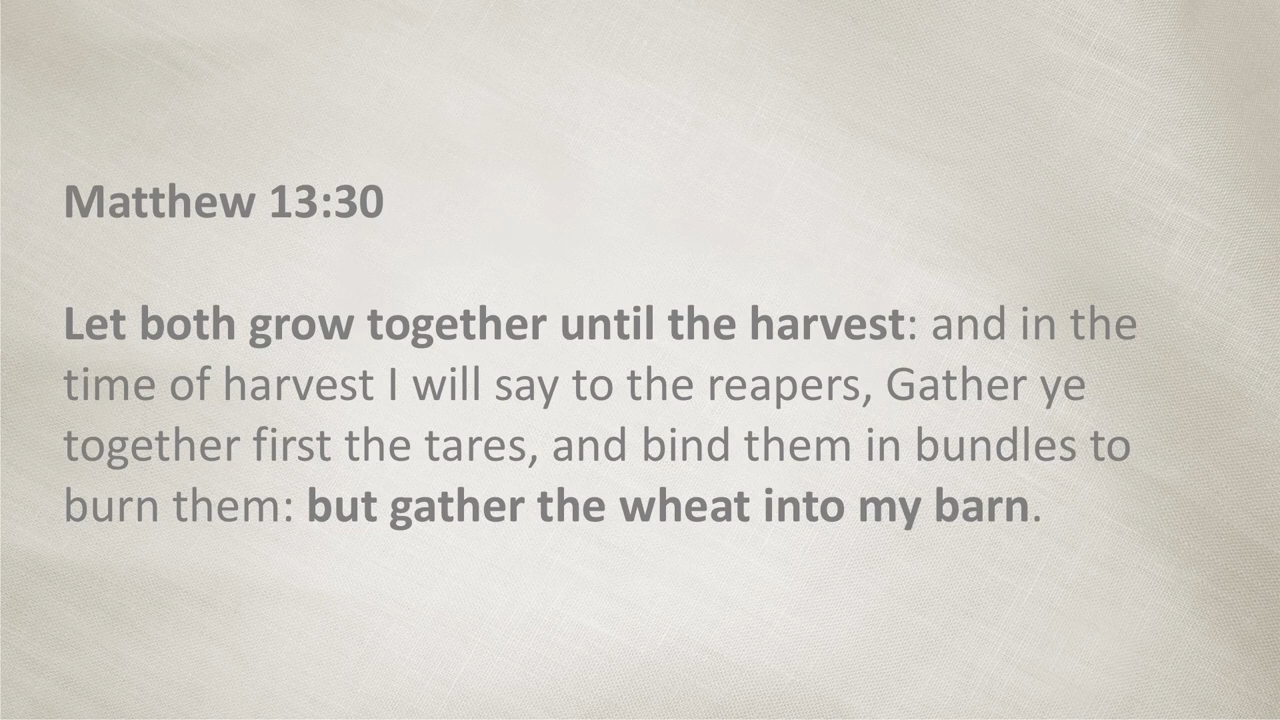 Matthew 13:30
Let both grow together until the harvest: and in the
time of harvest I will say to the reapers, Gather ye
together first the tares, and bind them in bundles to
burn them: but gather the wheat into my barn.